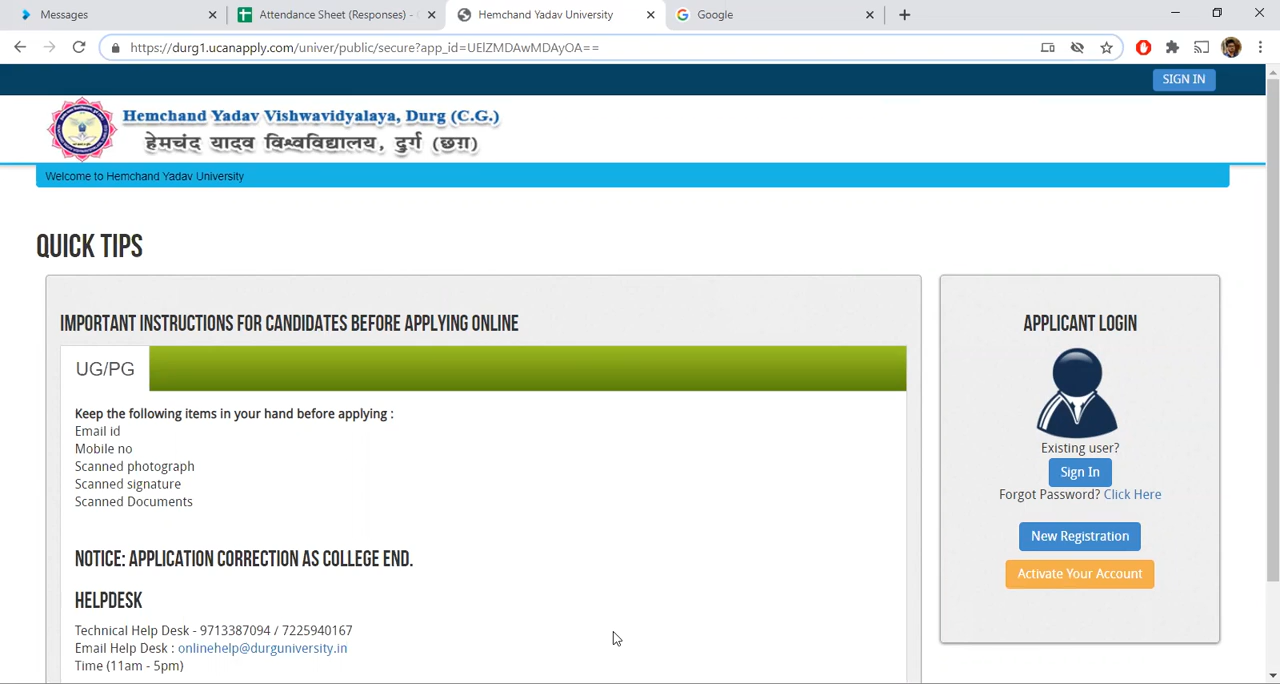 Messages
Attendance Sheet (Responses) -
Hemchand Yadav University
Google
https://durg1.ucanapply.com/univer/public/secure?app_id=UElZMDAwMDAyOA==
SIGN IN
Hemchand Yadav Vishwavidyalaya, Durg (C.G.)
हेमचंद यादव विश्वविद्यालय, दुर्ग (छग़)
Welcome to Hemchand Yadav University
QUICK TIPS
IMPORTANT INSTRUCTIONS FOR CANDIDATES BEFORE APPLYING ONLINE
UG/PG
Keep the following items in your hand before applying :
Email id
Mobile no
Scanned photograph
Scanned signature
Scanned Documents
NOTICE: APPLICATION CORRECTION AS COLLEGE END.
HELPDESK
Technical Help Desk - 9713387094 / 7225940167
Email Help Desk : onlinehelp@durguniversity.in
Time (11am - 5pm)
APPLICANT LOGIN
Existing user?
Sign In
Forgot Password? Click Here
New Registration
Activate Your Account